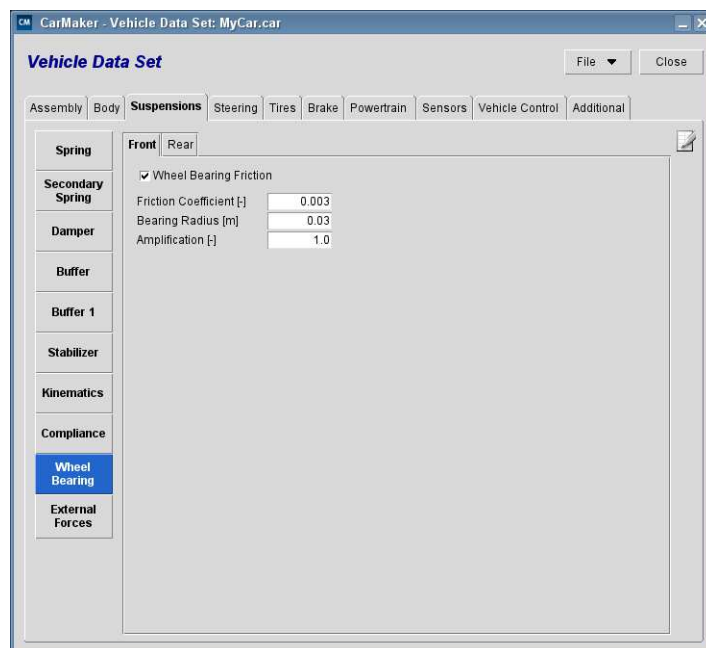 CM CarMaker - Vehicle Data Set: MyCar.car
Vehicle Data Set
File Close
Assembly Body Suspensions Steering Tires Brake Powertrain Sensors Vehicle Control Additional
Spring
Secondary
Spring
Damper
Buffer
Buffer 1
Stabilizer
Kinematics
Compliance
Wheel
Bearing
External
Forces
Front Rear
Wheel Bearing Friction
Friction Coefficient [-] 0.003
Bearing Radius [m] 0.03
Amplification [-] 1.0